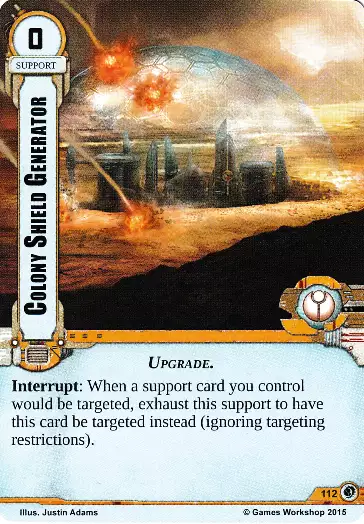 0
SUPPORT
COLONY SHIELD GENERATOR
UPGRADE.
Interrupt: When a support card you control
would be targeted, exhaust this support to have
this card be targeted instead (ignoring targeting
restrictions).
112
Illus. Justin Adams
© Games Workshop 2015